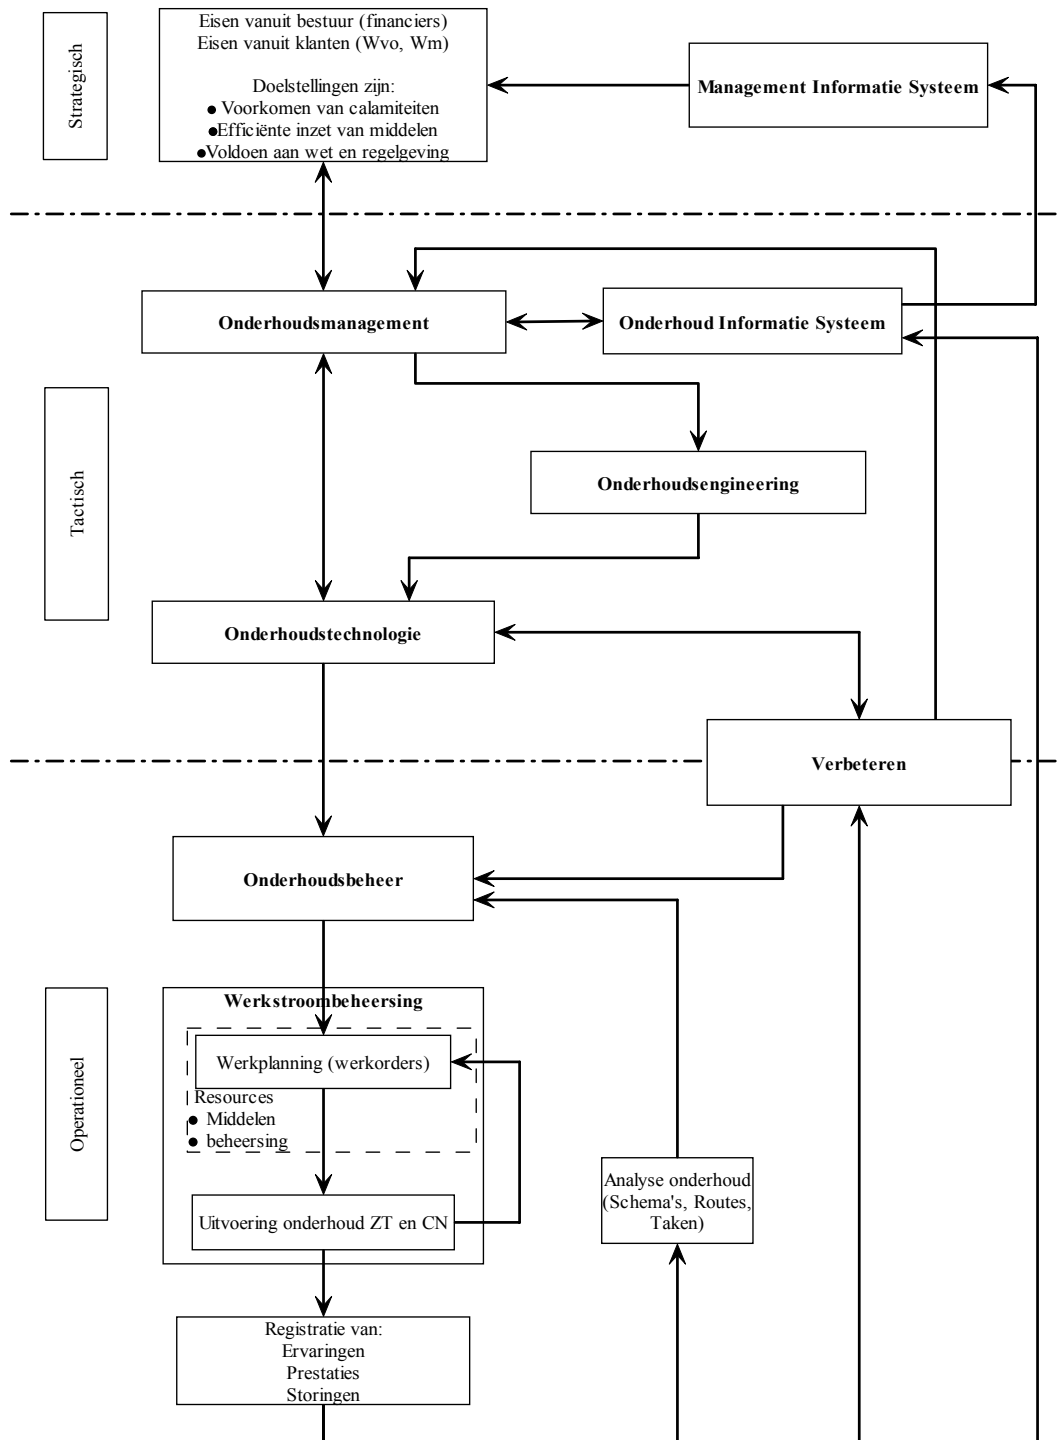 Strategisch
Eisen vanuit bestuur (financiers)
Eisen vanuit klanten (Wvo, Wm)
Doelstellingen zijn:
● Voorkomen van calamiteiten
●Efficiënte inzet van middelen
●Voldoen aan wet en regelgeving
Management Informatie Systeem
Tactisch
Onderhoudsmanagement
Onderhoud Informatie Systeem
Onderhoudsengineering
Onderhoudstechnologie
Verbeteren
Onderhoudsbeheer
Operationeel
Werkstroombeheersing
Werkplanning (werkorders)
Resources
● Middelen
● beheersing
Uitvoering onderhoud ZT en CN
Analyse onderhoud
(Schema's, Routes,
Taken)
Registratie van:
Ervaringen
Prestaties
Storingen